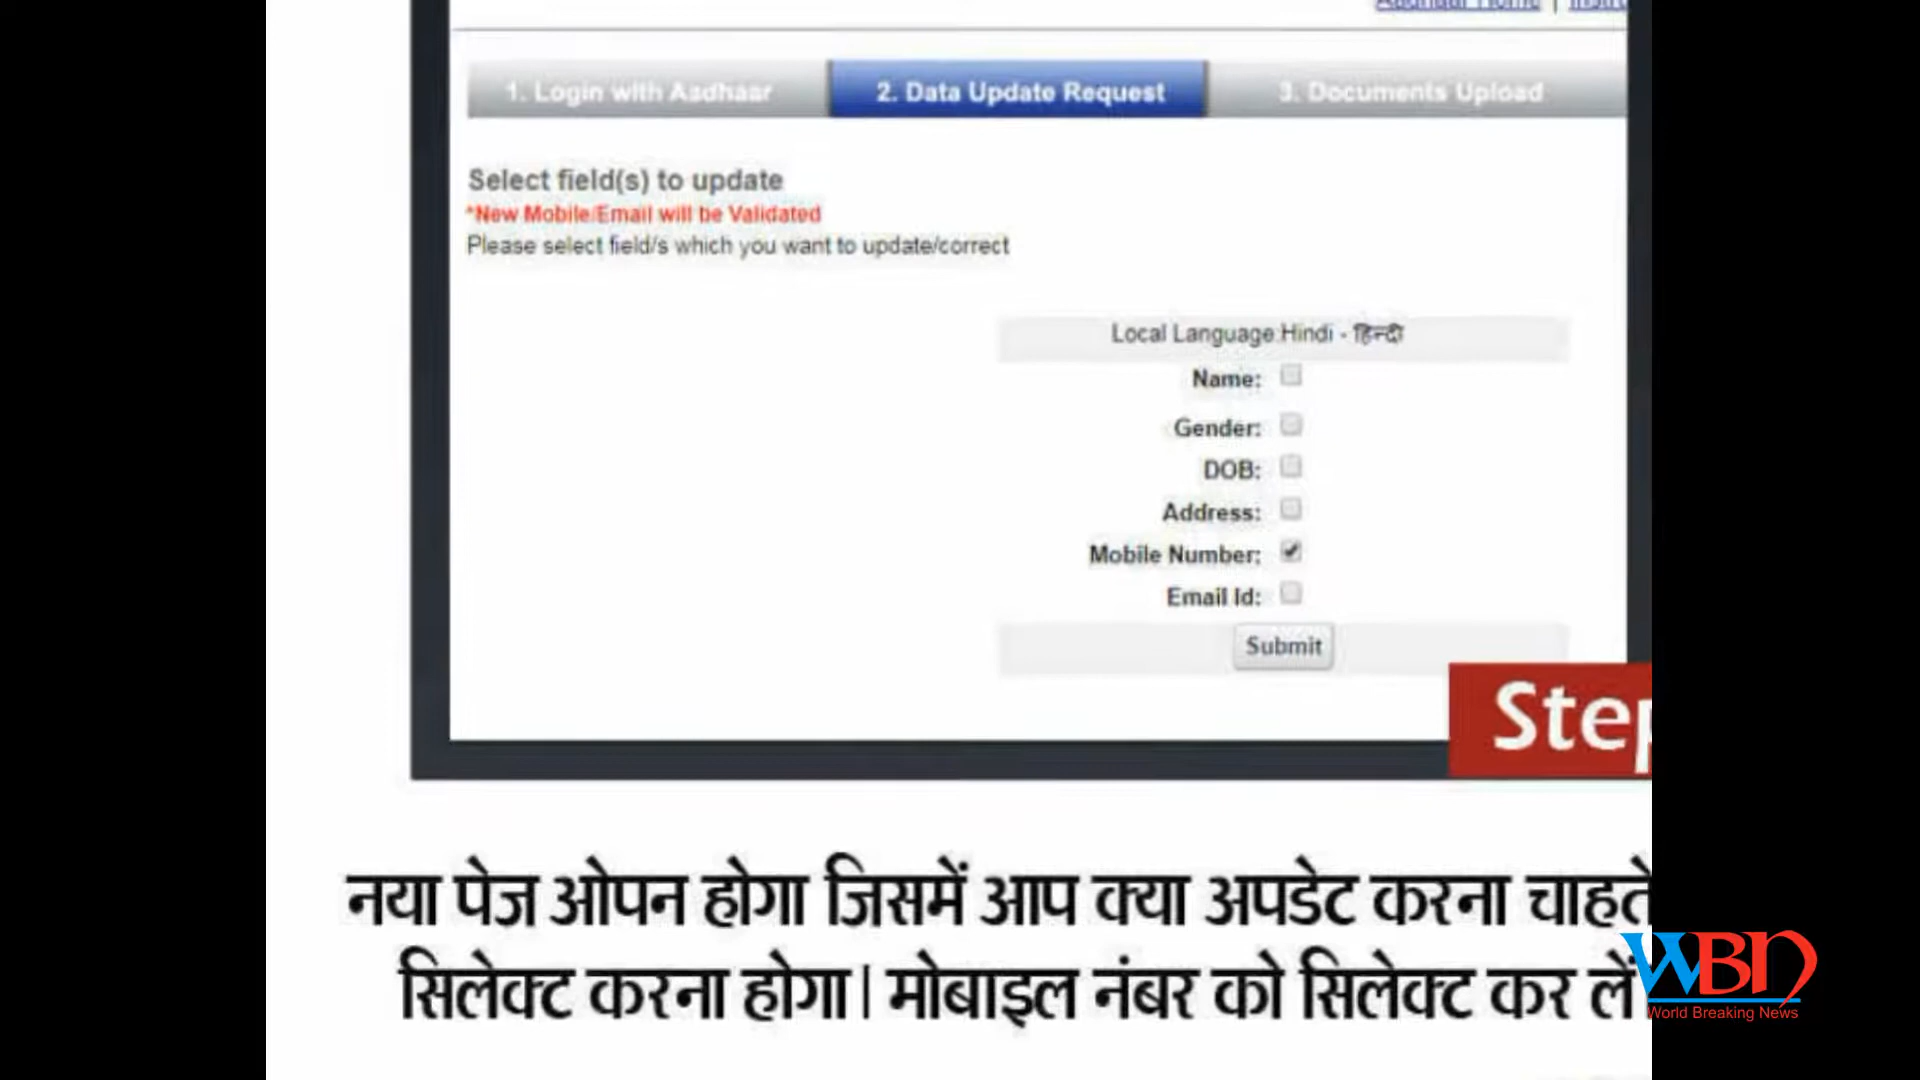 Aadhaar Home |
1. Login with Aadhaar 2. Data Update Request 3. Documents Upload
Select field(s) to update
*New Mobile/Email will be Validated
Please select field/s which you want to update/correct
Local Language:Hindi - हिन्दी
Name:
Gender:
DOB:
Address:
Mobile Number:
Email Id:
Submit
Step
नया पेज ओपन होगा जिसमें आप क्या अपडेट करना चाहते
सिलेक्ट करना होगा। मोबाइल नंबर को सिलेक्ट कर लें
WBN
World Breaking News